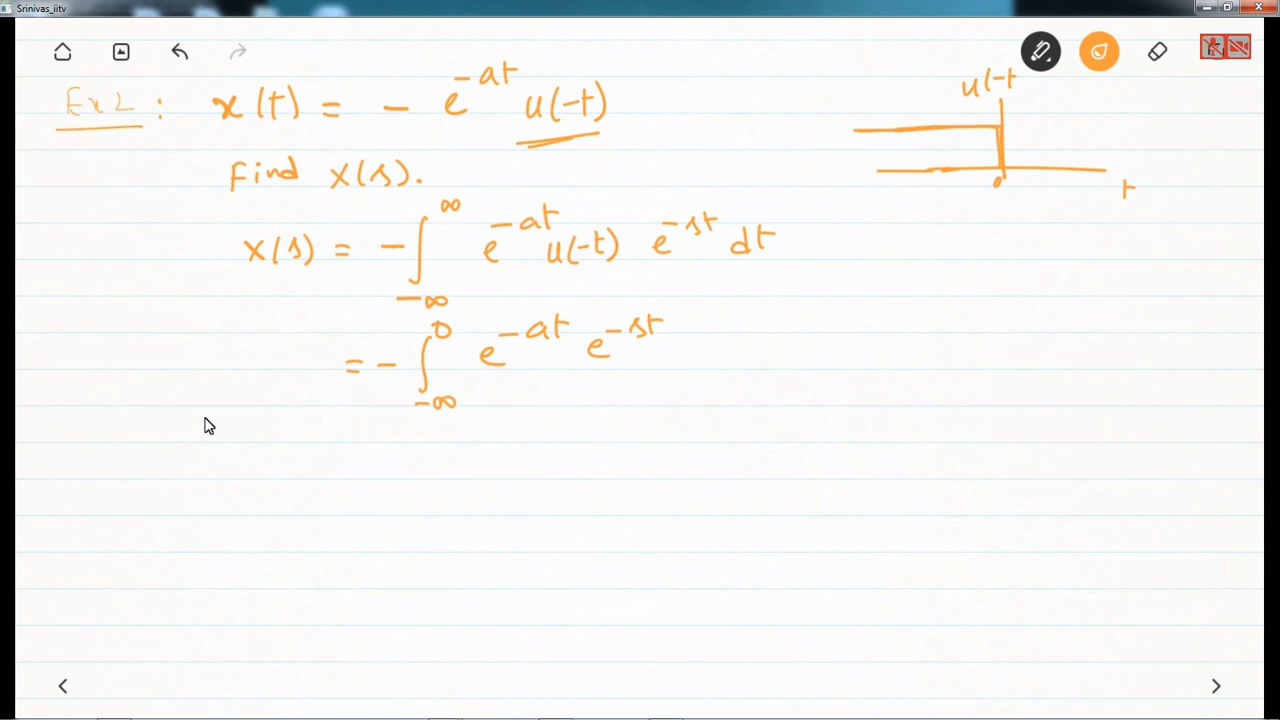 Srinivas_iitv
Ex 2 : x(t) = - e^{-at} u(-t)
u(-t
0
t
Find X(s).
X(s) = - ∫_{-∞}^{∞} e^{-at} u(-t) e^{-st} dt
= - ∫_{-∞}^{0} e^{-at} e^{-st}